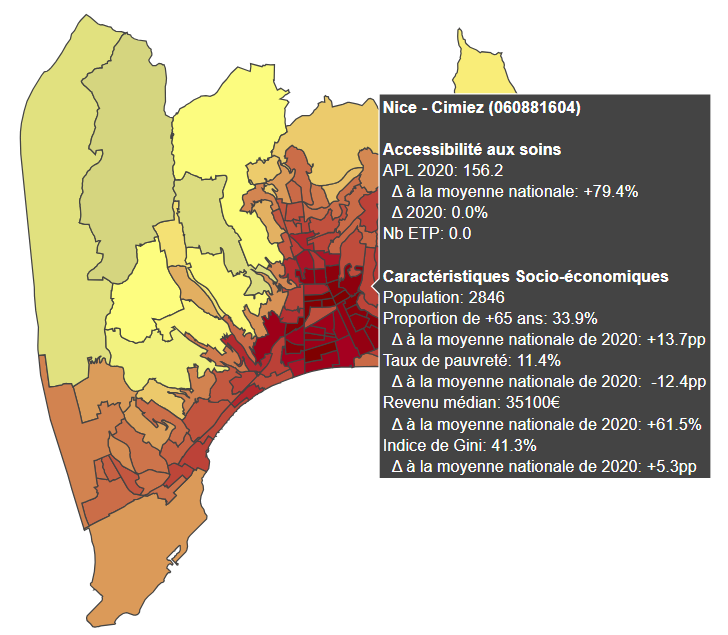 Nice - Cimiez (060881604)
Accessibilité aux soins
APL 2020: 156.2
Δ à la moyenne nationale: +79.4%
Δ 2020: 0.0%
Nb ETP: 0.0
Caractéristiques Socio-économiques
Population: 2846
Proportion de +65 ans: 33.9%
Δ à la moyenne nationale de 2020: +13.7pp
Taux de pauvreté: 11.4%
Δ à la moyenne nationale de 2020: -12.4pp
Revenu médian: 35100€
Δ à la moyenne nationale de 2020: +61.5%
Indice de Gini: 41.3%
Δ à la moyenne nationale de 2020: +5.3pp